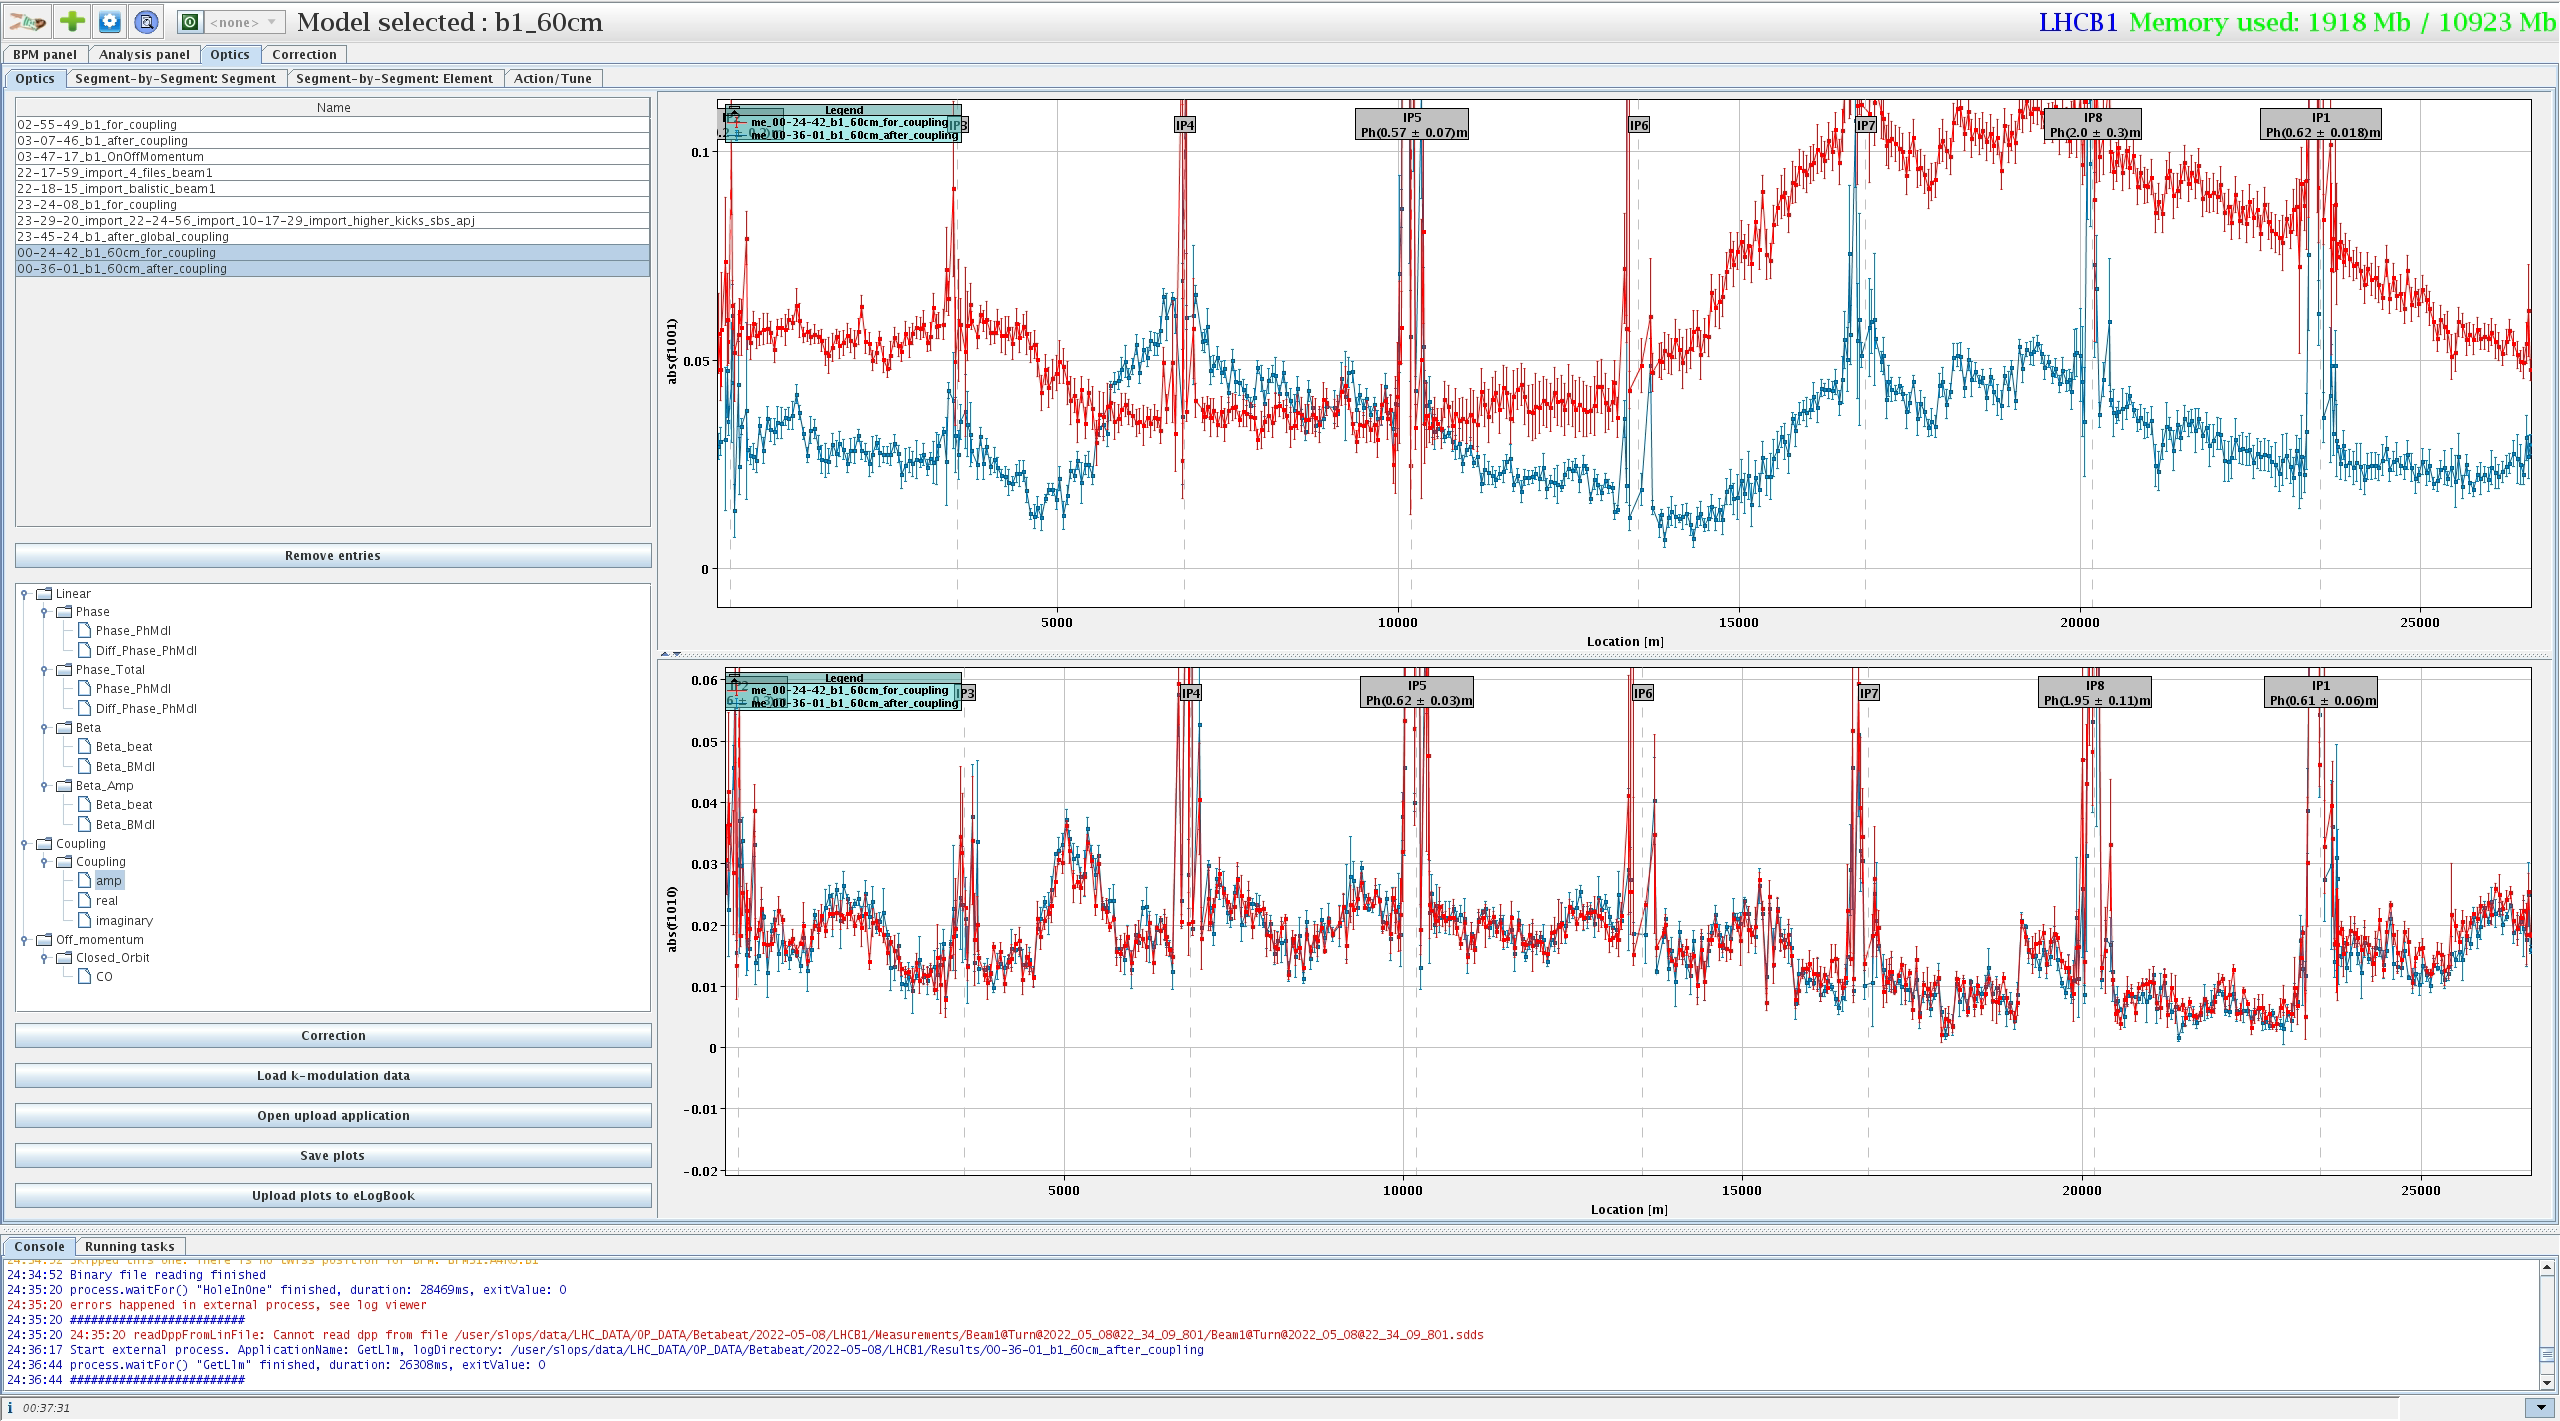 <none>
Model selected : b1_60cm
LHCB1 Memory used: 1918 Mb / 10923 Mb
BPM panel Analysis panel Optics Correction
Optics Segment-by-Segment: Segment Segment-by-Segment: Element Action/Tune
Name
02-55-49_b1_for_coupling
03-07-46_b1_after_coupling
03-47-17_b1_OnOffMomentum
22-17-59_import_4_files_beam1
22-18-15_import_balistic_beam1
23-24-08_b1_for_coupling
23-29-20_import_22-24-56_import_10-17-29_import_higher_kicks_sbs_apj
23-45-24_b1_after_global_coupling
00-24-42_b1_60cm_for_coupling
00-36-01_b1_60cm_after_coupling
Remove entries
Linear
Phase
Phase_PhMdl
Diff_Phase_PhMdl
Phase_Total
Phase_PhMdl
Diff_Phase_PhMdl
Beta
Beta_beat
Beta_BMdl
Beta_Amp
Beta_beat
Beta_BMdl
Coupling
Coupling
amp
real
imaginary
Off_momentum
Closed_Orbit
CO
Correction
Load k-modulation data
Open upload application
Save plots
Upload plots to eLogBook
Legend
me_00-24-42_b1_60cm_for_coupling
me_00-36-01_b1_60cm_after_coupling
IP3
IP4
IP5
Ph(0.57 ± 0.07)m
IP6
IP7
IP8
Ph(2.0 ± 0.3)m
IP1
Ph(0.62 ± 0.018)m
abs(f1001)
0.1
0.05
0
5000 10000 15000 20000 25000
Location [m]
Legend
me_00-24-42_b1_60cm_for_coupling
me_00-36-01_b1_60cm_after_coupling
IP2
IP3
IP4
IP5
Ph(0.62 ± 0.03)m
IP6
IP7
IP8
Ph(1.95 ± 0.11)m
IP1
Ph(0.61 ± 0.06)m
abs(f1010)
0.06
0.05
0.04
0.03
0.02
0.01
0
-0.01
-0.02
5000 10000 15000 20000 25000
Location [m]
Console Running tasks
24:34:52 Binary file reading finished
24:35:20 process.waitFor() "HoleInOne" finished, duration: 28469ms, exitValue: 0
24:35:20 errors happened in external process, see log viewer
24:35:20 #########################
24:35:20 24:35:20 readDppFromLinFile: Cannot read dpp from file /user/slops/data/LHC_DATA/OP_DATA/Betabeat/2022-05-08/LHCB1/Measurements/Beam1@Turn@2022_05_08@22_34_09_801/Beam1@Turn@2022_05_08@22_34_09_801.sdds
24:36:17 Start external process. ApplicationName: GetLlm, logDirectory: /user/slops/data/LHC_DATA/OP_DATA/Betabeat/2022-05-08/LHCB1/Results/00-36-01_b1_60cm_after_coupling
24:36:44 process.waitFor() "GetLlm" finished, duration: 26308ms, exitValue: 0
24:36:44 #########################
00:37:31